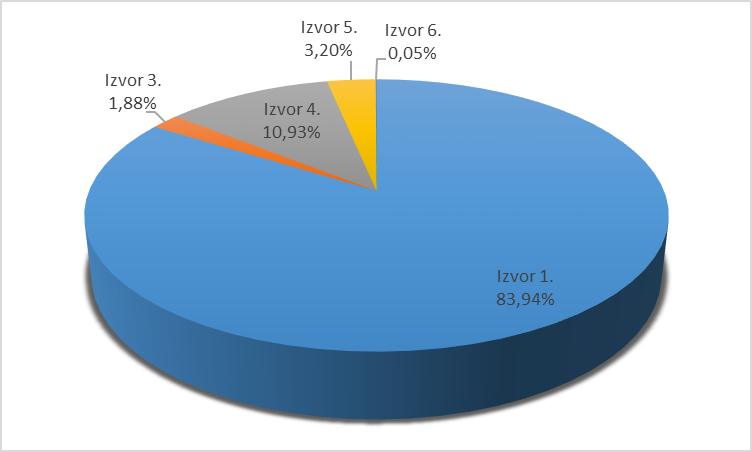 Izvor 5.
3,20%
Izvor 6.
0,05%
Izvor 3.
1,88%
Izvor 4.
10,93%
Izvor 1.
83,94%